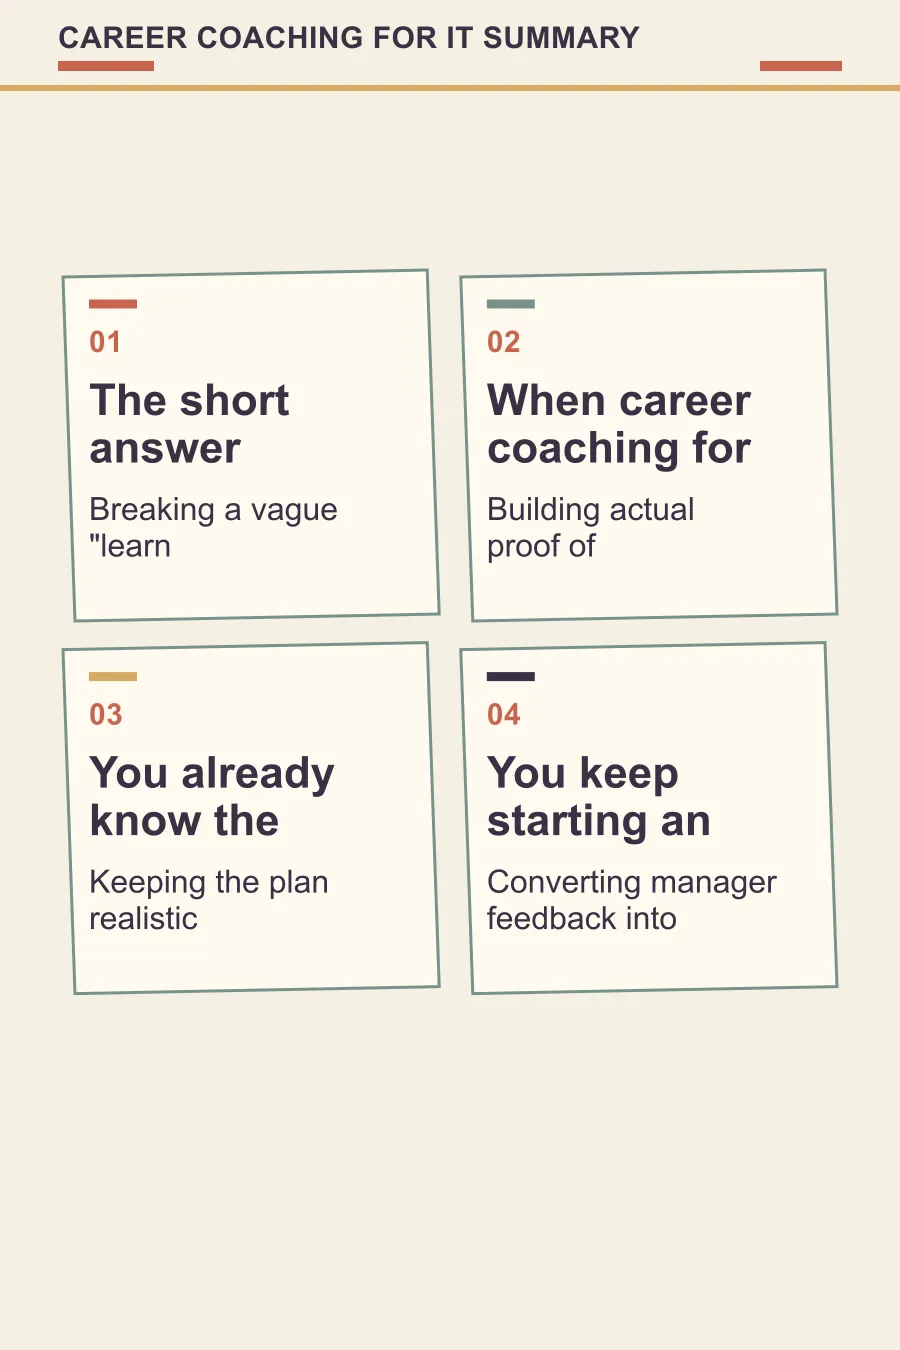 CAREER COACHING FOR IT SUMMARY
01
The short
answer
Breaking a vague
"learn
02
When career
coaching for
Building actual
proof of
03
You already
know the
Keeping the plan
realistic
04
You keep
starting an
Converting manager
feedback into